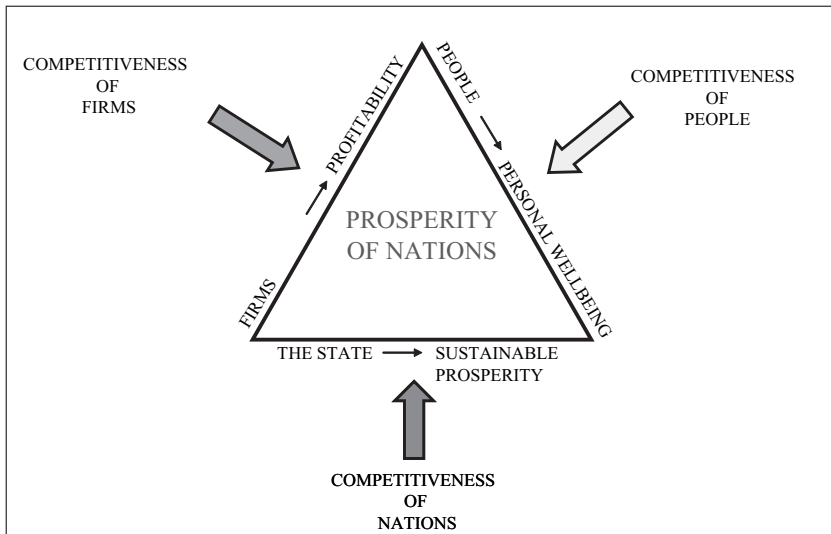 COMPETITIVENESS
OF
FIRMS
COMPETITIVENESS
OF
PEOPLE
FIRMS → PROFITABILITY
PEOPLE → PERSONAL WELLBEING
PROSPERITY
OF NATIONS
THE STATE → SUSTAINABLE
PROSPERITY
COMPETITIVENESS
OF
NATIONS